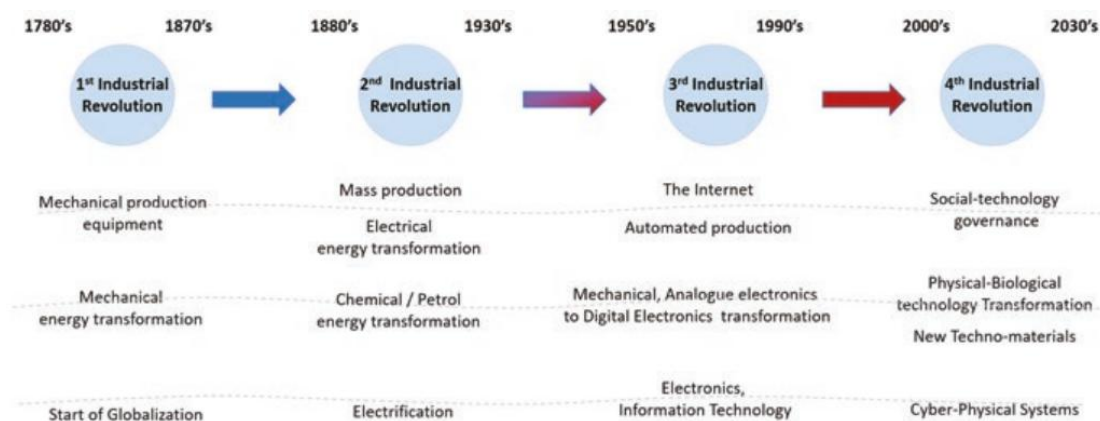 1780’s 1870’s 1880’s 1930’s 1950’s 1990’s 2000’s 2030’s
1st Industrial
Revolution
2nd Industrial
Revolution
3rd Industrial
Revolution
4th Industrial
Revolution
Mechanical production
equipment
Mass production
Electrical
energy transformation
The Internet
Automated production
Social-technology
governance
Mechanical
energy transformation
Chemical / Petrol
energy transformation
Mechanical, Analogue electronics
to Digital Electronics transformation
Physical-Biological
technology Transformation
New Techno-materials
Start of Globalization
Electrification
Electronics,
Information Technology
Cyber-Physical Systems